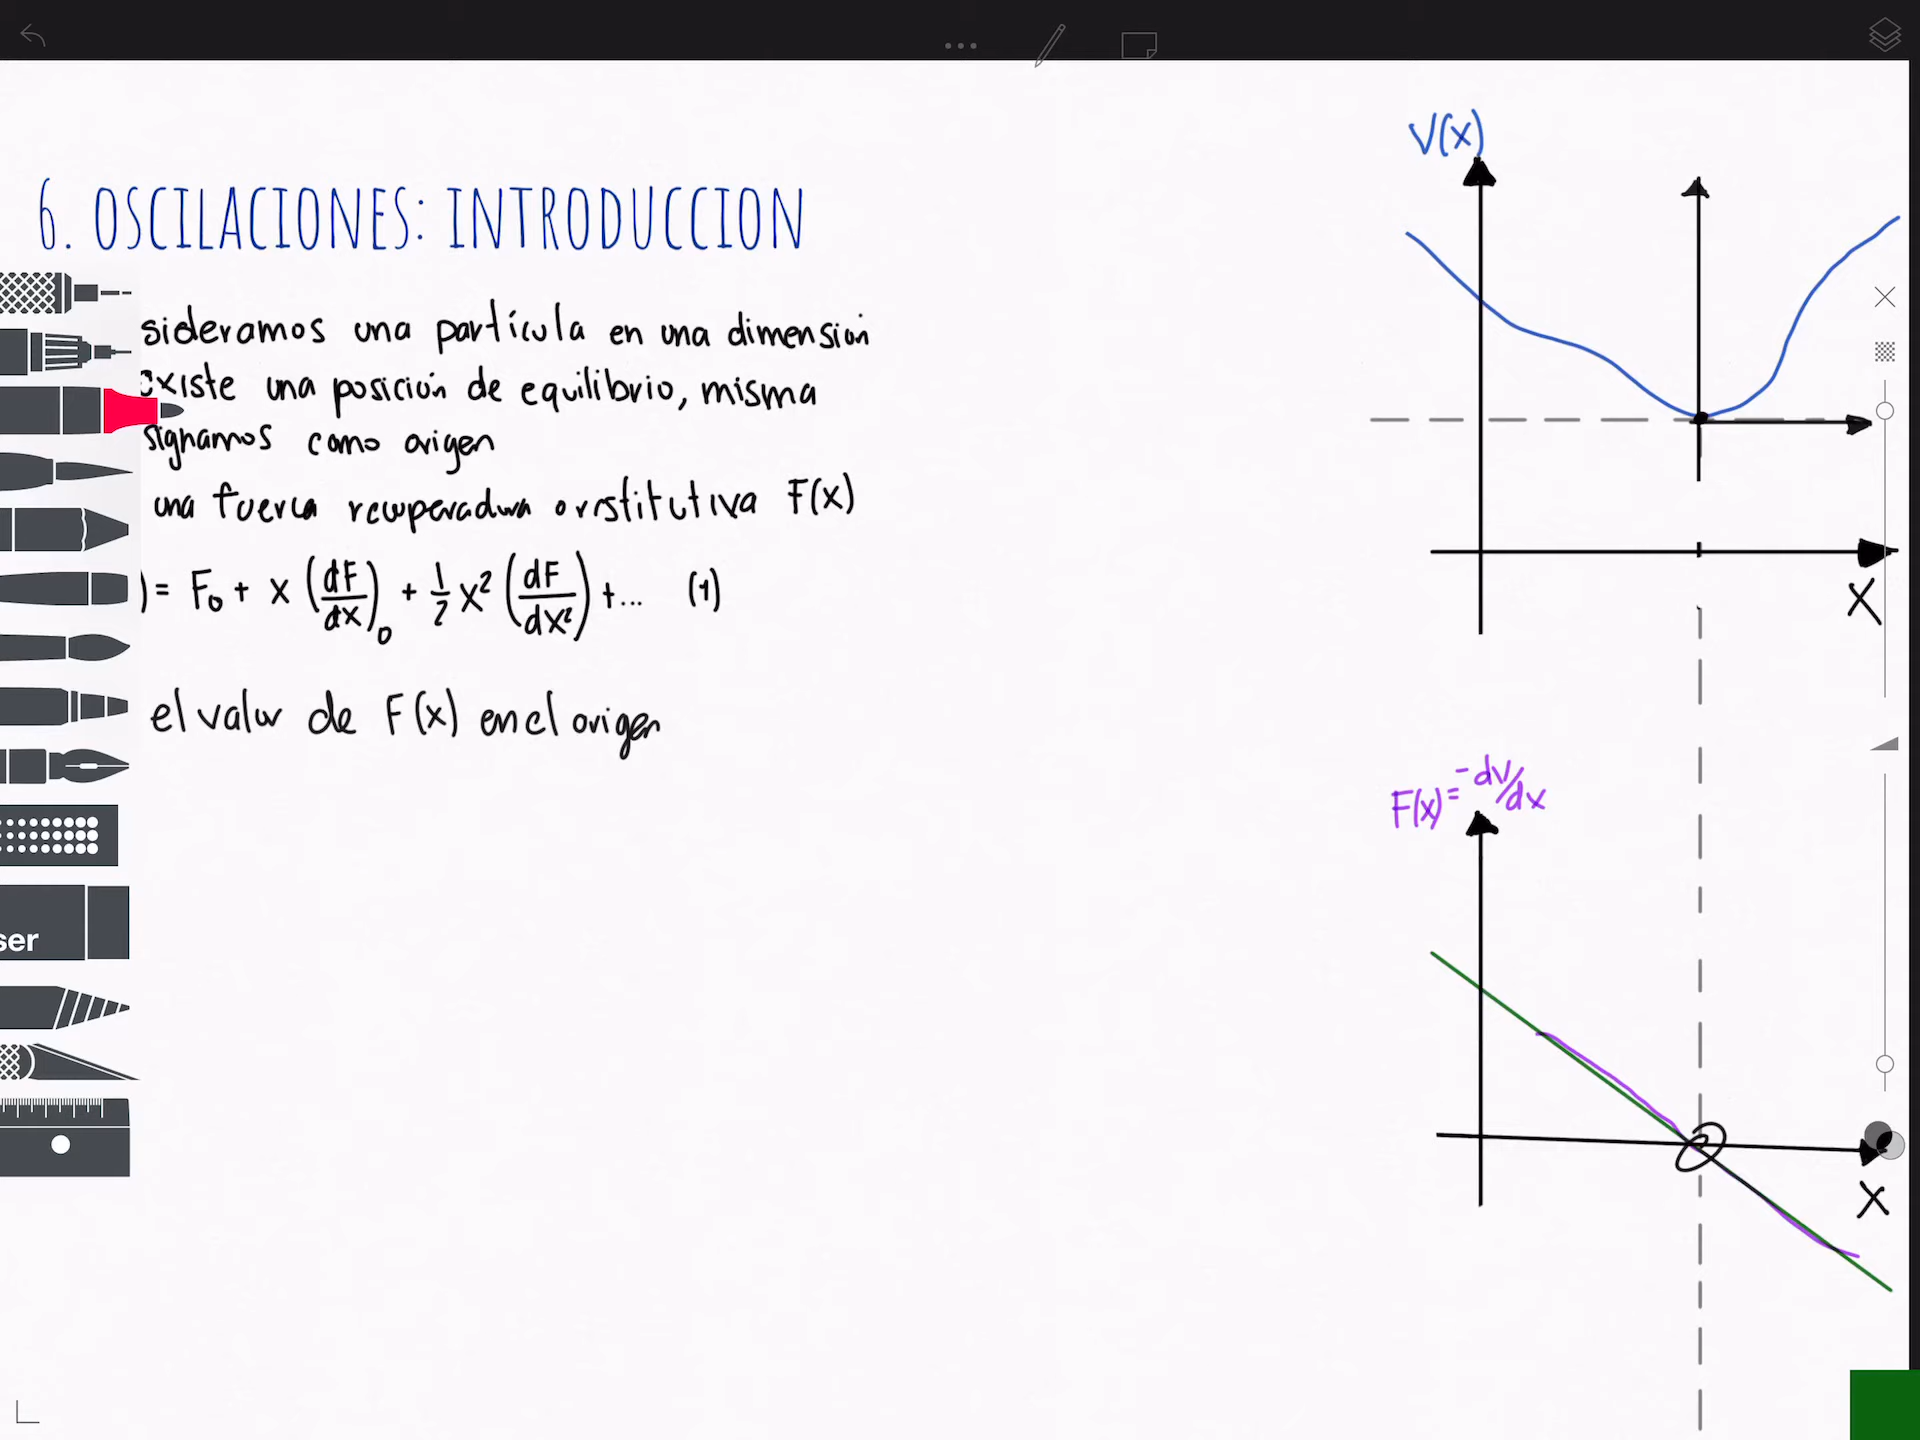 6. OSCILACIONES: INTRODUCCION
sideramos una partícula en una dimensión
existe una posición de equilibrio, misma
signamos como origen
una fuerza recuperadora o restitutiva F(x)
) = F₀ + x (dF/dx)₀ + 1/2 x² (dF/dx²) + ... (1)
el valor de F(x) en el origen
V(x)
X
F(x) = -dV/dx
X
ser